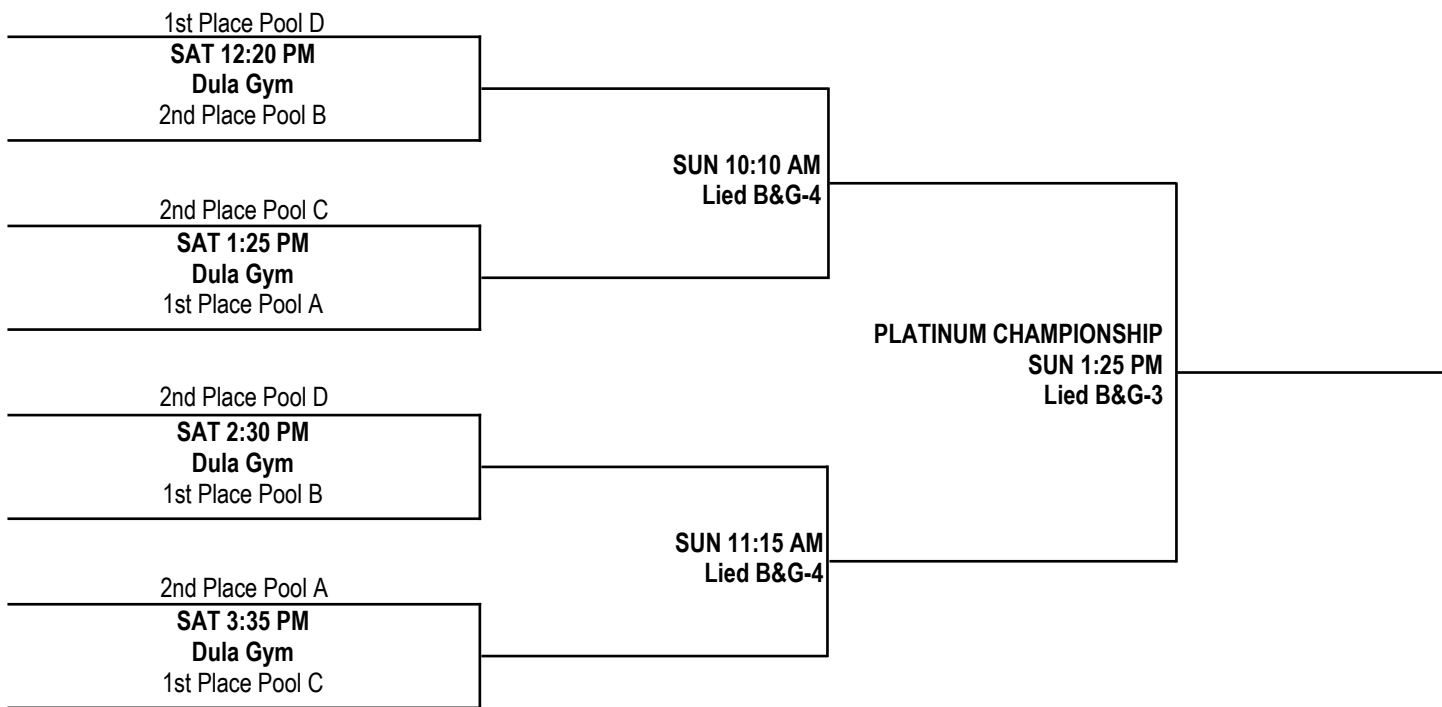 1st Place Pool D
SAT 12:20 PM
Dula Gym
2nd Place Pool B
SUN 10:10 AM
Lied B&G-4
2nd Place Pool C
SAT 1:25 PM
Dula Gym
1st Place Pool A
PLATINUM CHAMPIONSHIP
SUN 1:25 PM
Lied B&G-3
2nd Place Pool D
SAT 2:30 PM
Dula Gym
1st Place Pool B
SUN 11:15 AM
Lied B&G-4
2nd Place Pool A
SAT 3:35 PM
Dula Gym
1st Place Pool C